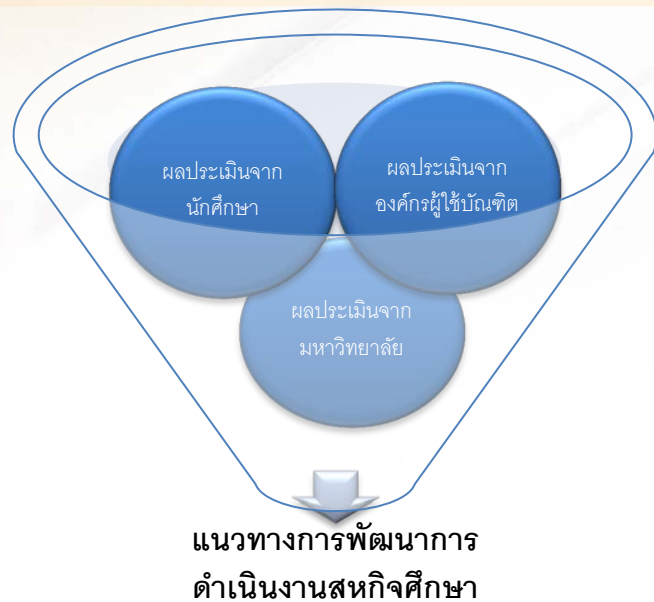 ผลประเมินจาก
นักศึกษา
ผลประเมินจาก
องค์กรผู้ใช้บัณฑิต
ผลประเมินจาก
มหาวิทยาลัย
แนวทางการพัฒนาการ
ดำเนินงานสหกิจศึกษา